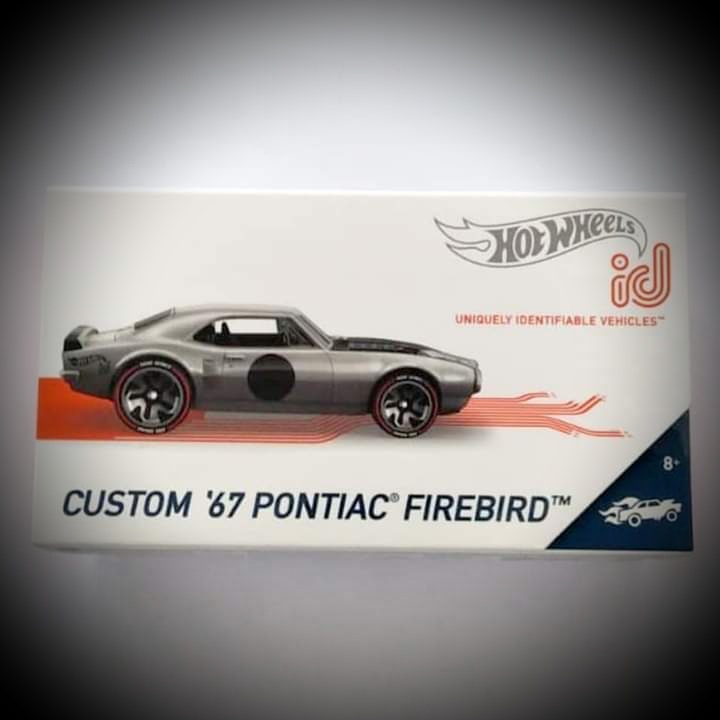 HOT WHEELS
id
UNIQUELY IDENTIFIABLE VEHICLES™
8+
CUSTOM '67 PONTIAC® FIREBIRD™